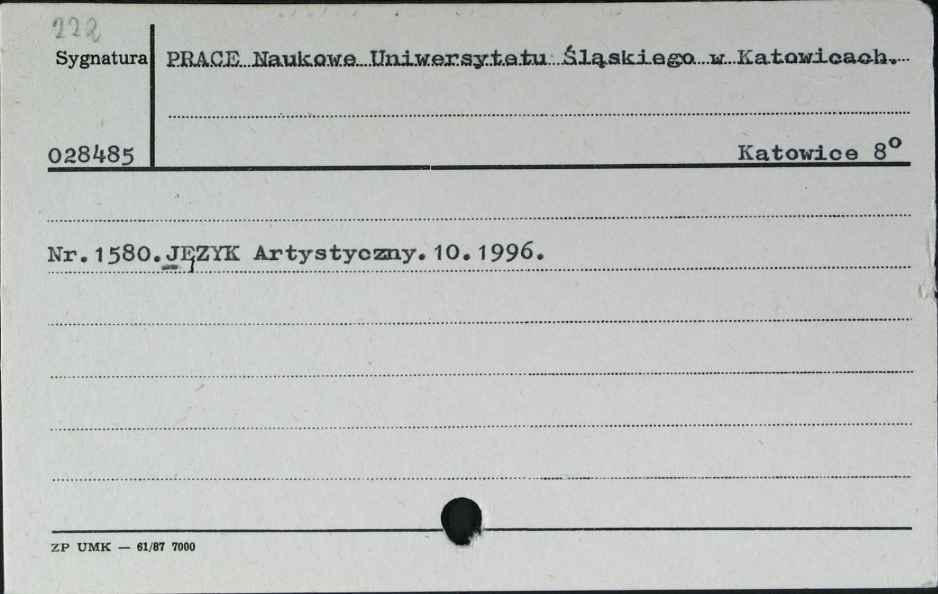 222
Sygnatura PRACE Naukowe Uniwersytetu Śląskiego w Katowicach.
028485 Katowice 8º
Nr.1580.JĘZYK Artystyczny.10.1996.
ZP UMK — 61/87 7000